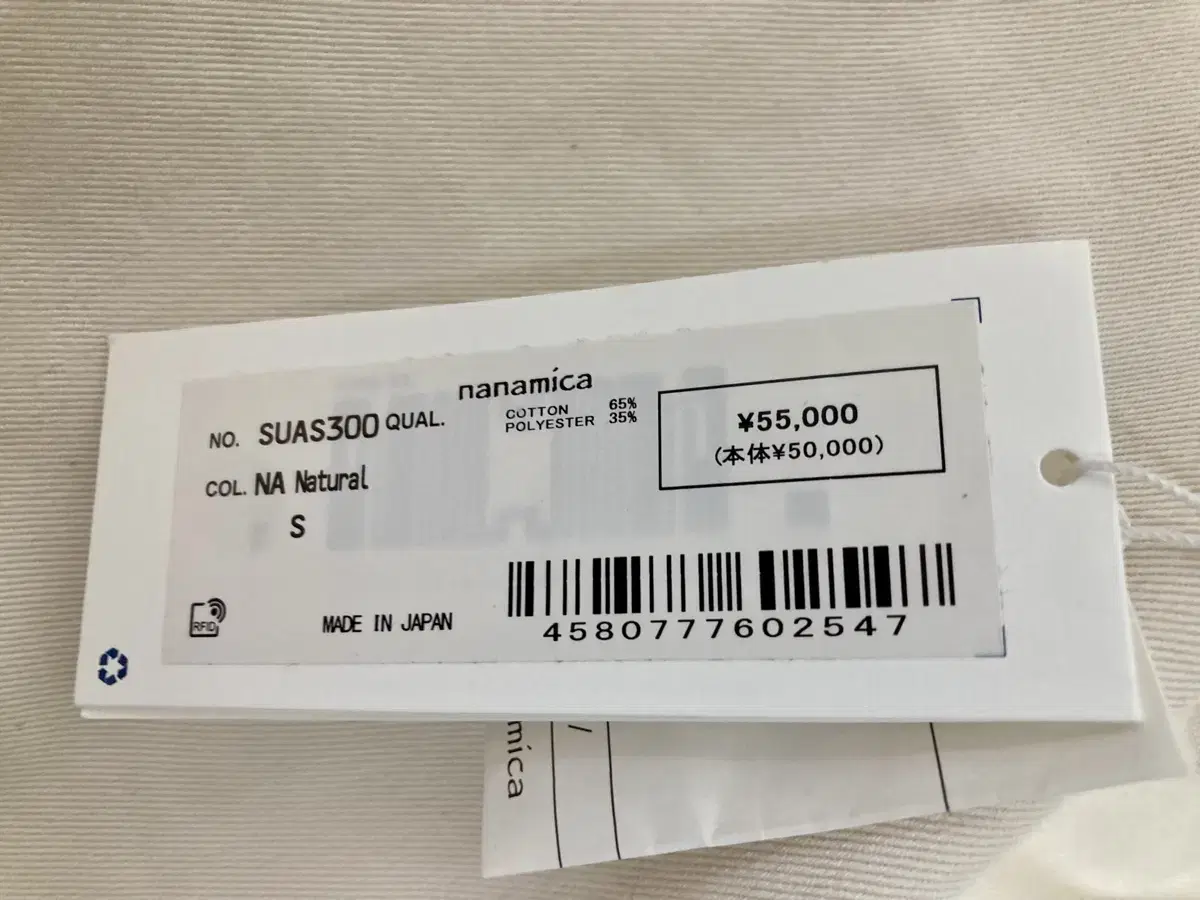 nanamica
NO. SUAS300 QUAL. COTTON 65%
POLYESTER 35%
¥55,000
(本体¥50,000)
COL. NA Natural
S
RFID
MADE IN JAPAN
4580777602547
mica
/